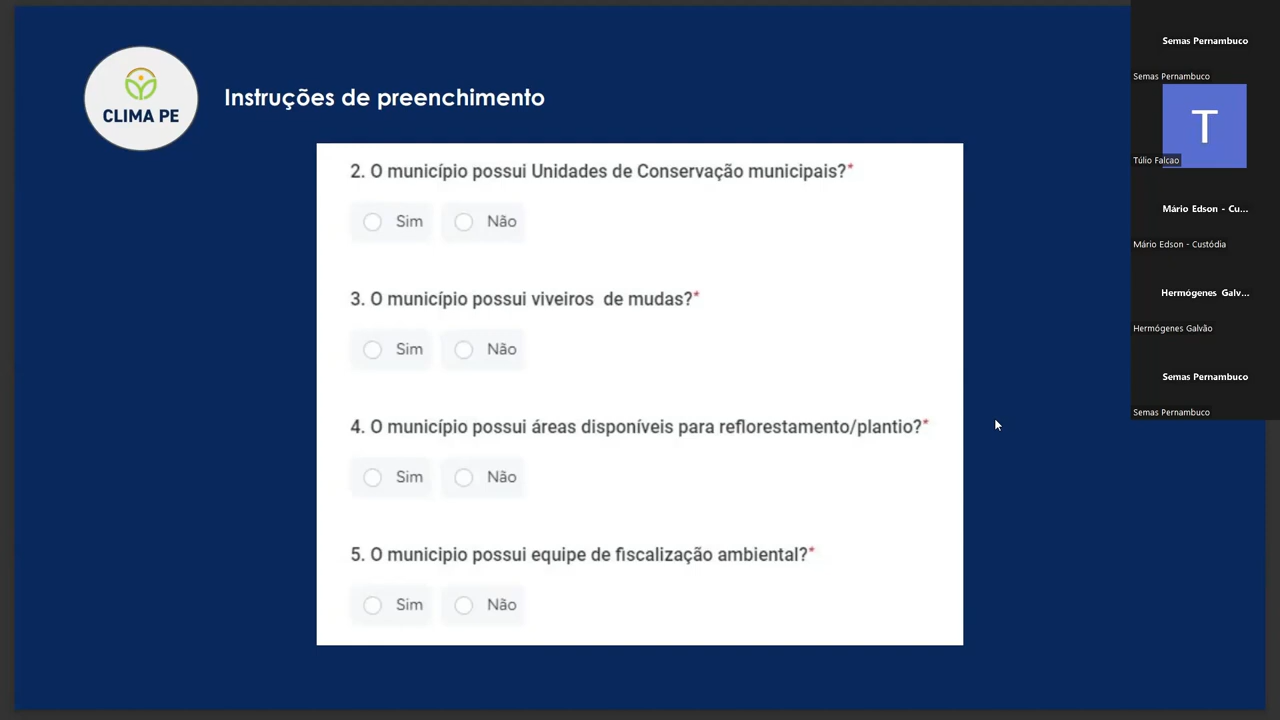 CLIMA PE
Instruções de preenchimento
2. O município possui Unidades de Conservação municipais?*
Sim Não
3. O município possui viveiros de mudas?*
Sim Não
4. O município possui áreas disponíveis para reflorestamento/plantio?*
Sim Não
5. O municipio possui equipe de fiscalização ambiental?*
Sim Não
Semas Pernambuco
Semas Pernambuco
T
Túlio Falcao
Mário Edson - Cu...
Mário Edson - Custódia
Hermógenes Galv...
Hermógenes Galvão
Semas Pernambuco
Semas Pernambuco